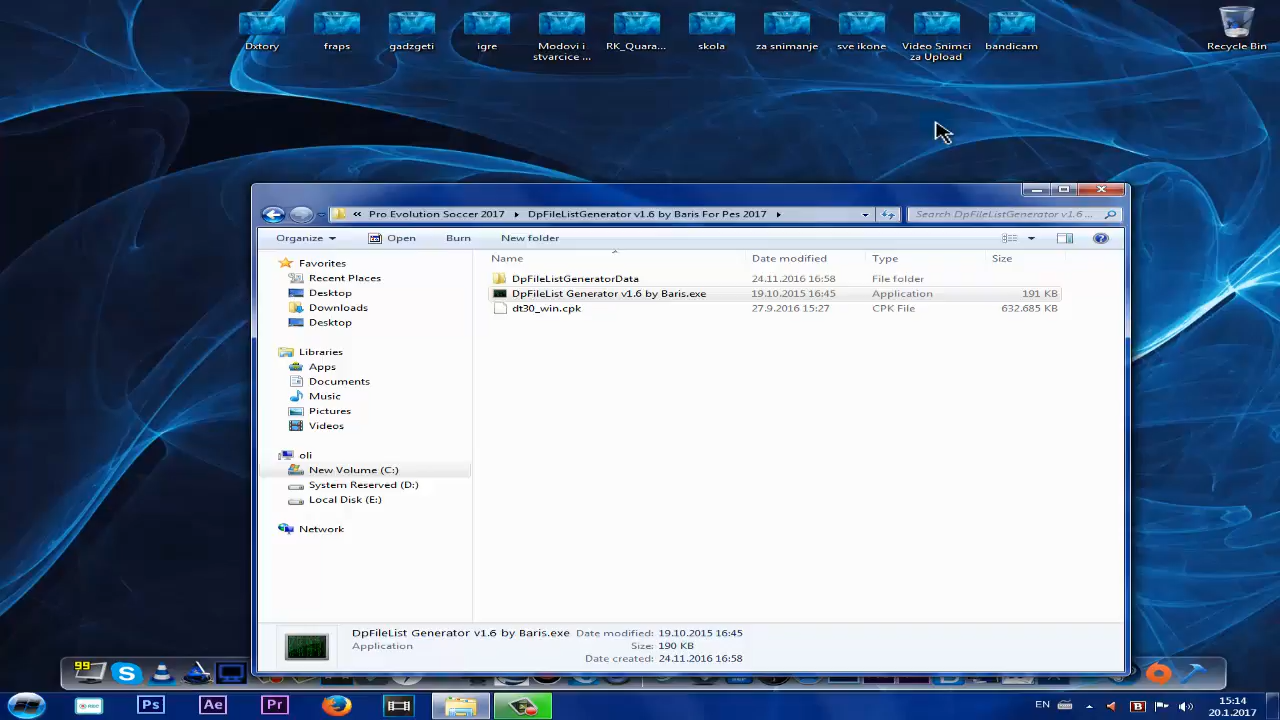 Dxtory
fraps
gadzgeti
igre
Modovi i
stvarcice ...
RK_Quara...
skola
za snimanje
sve ikone
Video Snimci
za Upload
bandicam
Recycle Bin
« Pro Evolution Soccer 2017 DpFileListGenerator v1.6 by Baris For Pes 2017
Search DpFileListGenerator v1.6 ...
Organize Open Burn New folder
Name Date modified Type Size
DpFileListGeneratorData 24.11.2016 16:58 File folder
DpFileList Generator v1.6 by Baris.exe 19.10.2015 16:45 Application 191 KB
dt30_win.cpk 27.9.2016 15:27 CPK File 632.685 KB
Favorites
Recent Places
Desktop
Downloads
Desktop
Libraries
Apps
Documents
Music
Pictures
Videos
oli
New Volume (C:)
System Reserved (D:)
Local Disk (E:)
Network
DpFileList Generator v1.6 by Baris.exe Date modified: 19.10.2015 16:45
Application Size: 190 KB
Date created: 24.11.2016 16:58
99
REC Ps Ae Pr
EN
15:14
20.1.2017